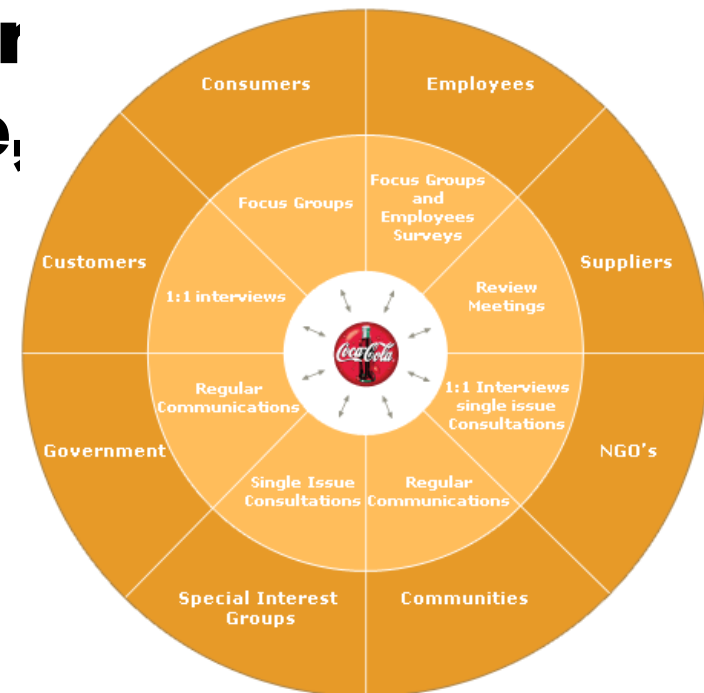 Consumers
Employees
Focus Groups
Focus Groups
and
Employees
Surveys
Customers
Suppliers
1:1 interviews
Review
Meetings
Coca-Cola
Regular
Communications
1:1 Interviews
single issue
Consultations
Government
NGO's
Single Issue
Consultations
Regular
Communications
Special Interest
Groups
Communities